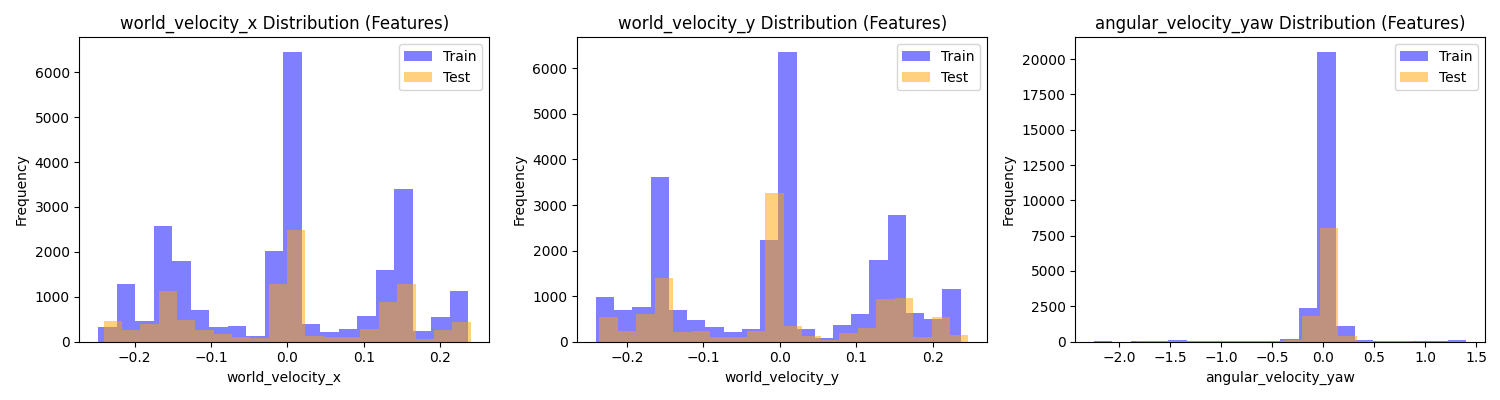 world_velocity_x Distribution (Features)
Frequency
6000
5000
4000
3000
2000
1000
0
−0.2
−0.1
0.0
0.1
0.2
world_velocity_x
Train
Test
world_velocity_y Distribution (Features)
Frequency
6000
5000
4000
3000
2000
1000
0
−0.2
−0.1
0.0
0.1
0.2
world_velocity_y
Train
Test
angular_velocity_yaw Distribution (Features)
Frequency
20000
17500
15000
12500
10000
7500
5000
2500
0
−2.0
−1.5
−1.0
−0.5
0.0
0.5
1.0
1.5
angular_velocity_yaw
Train
Test